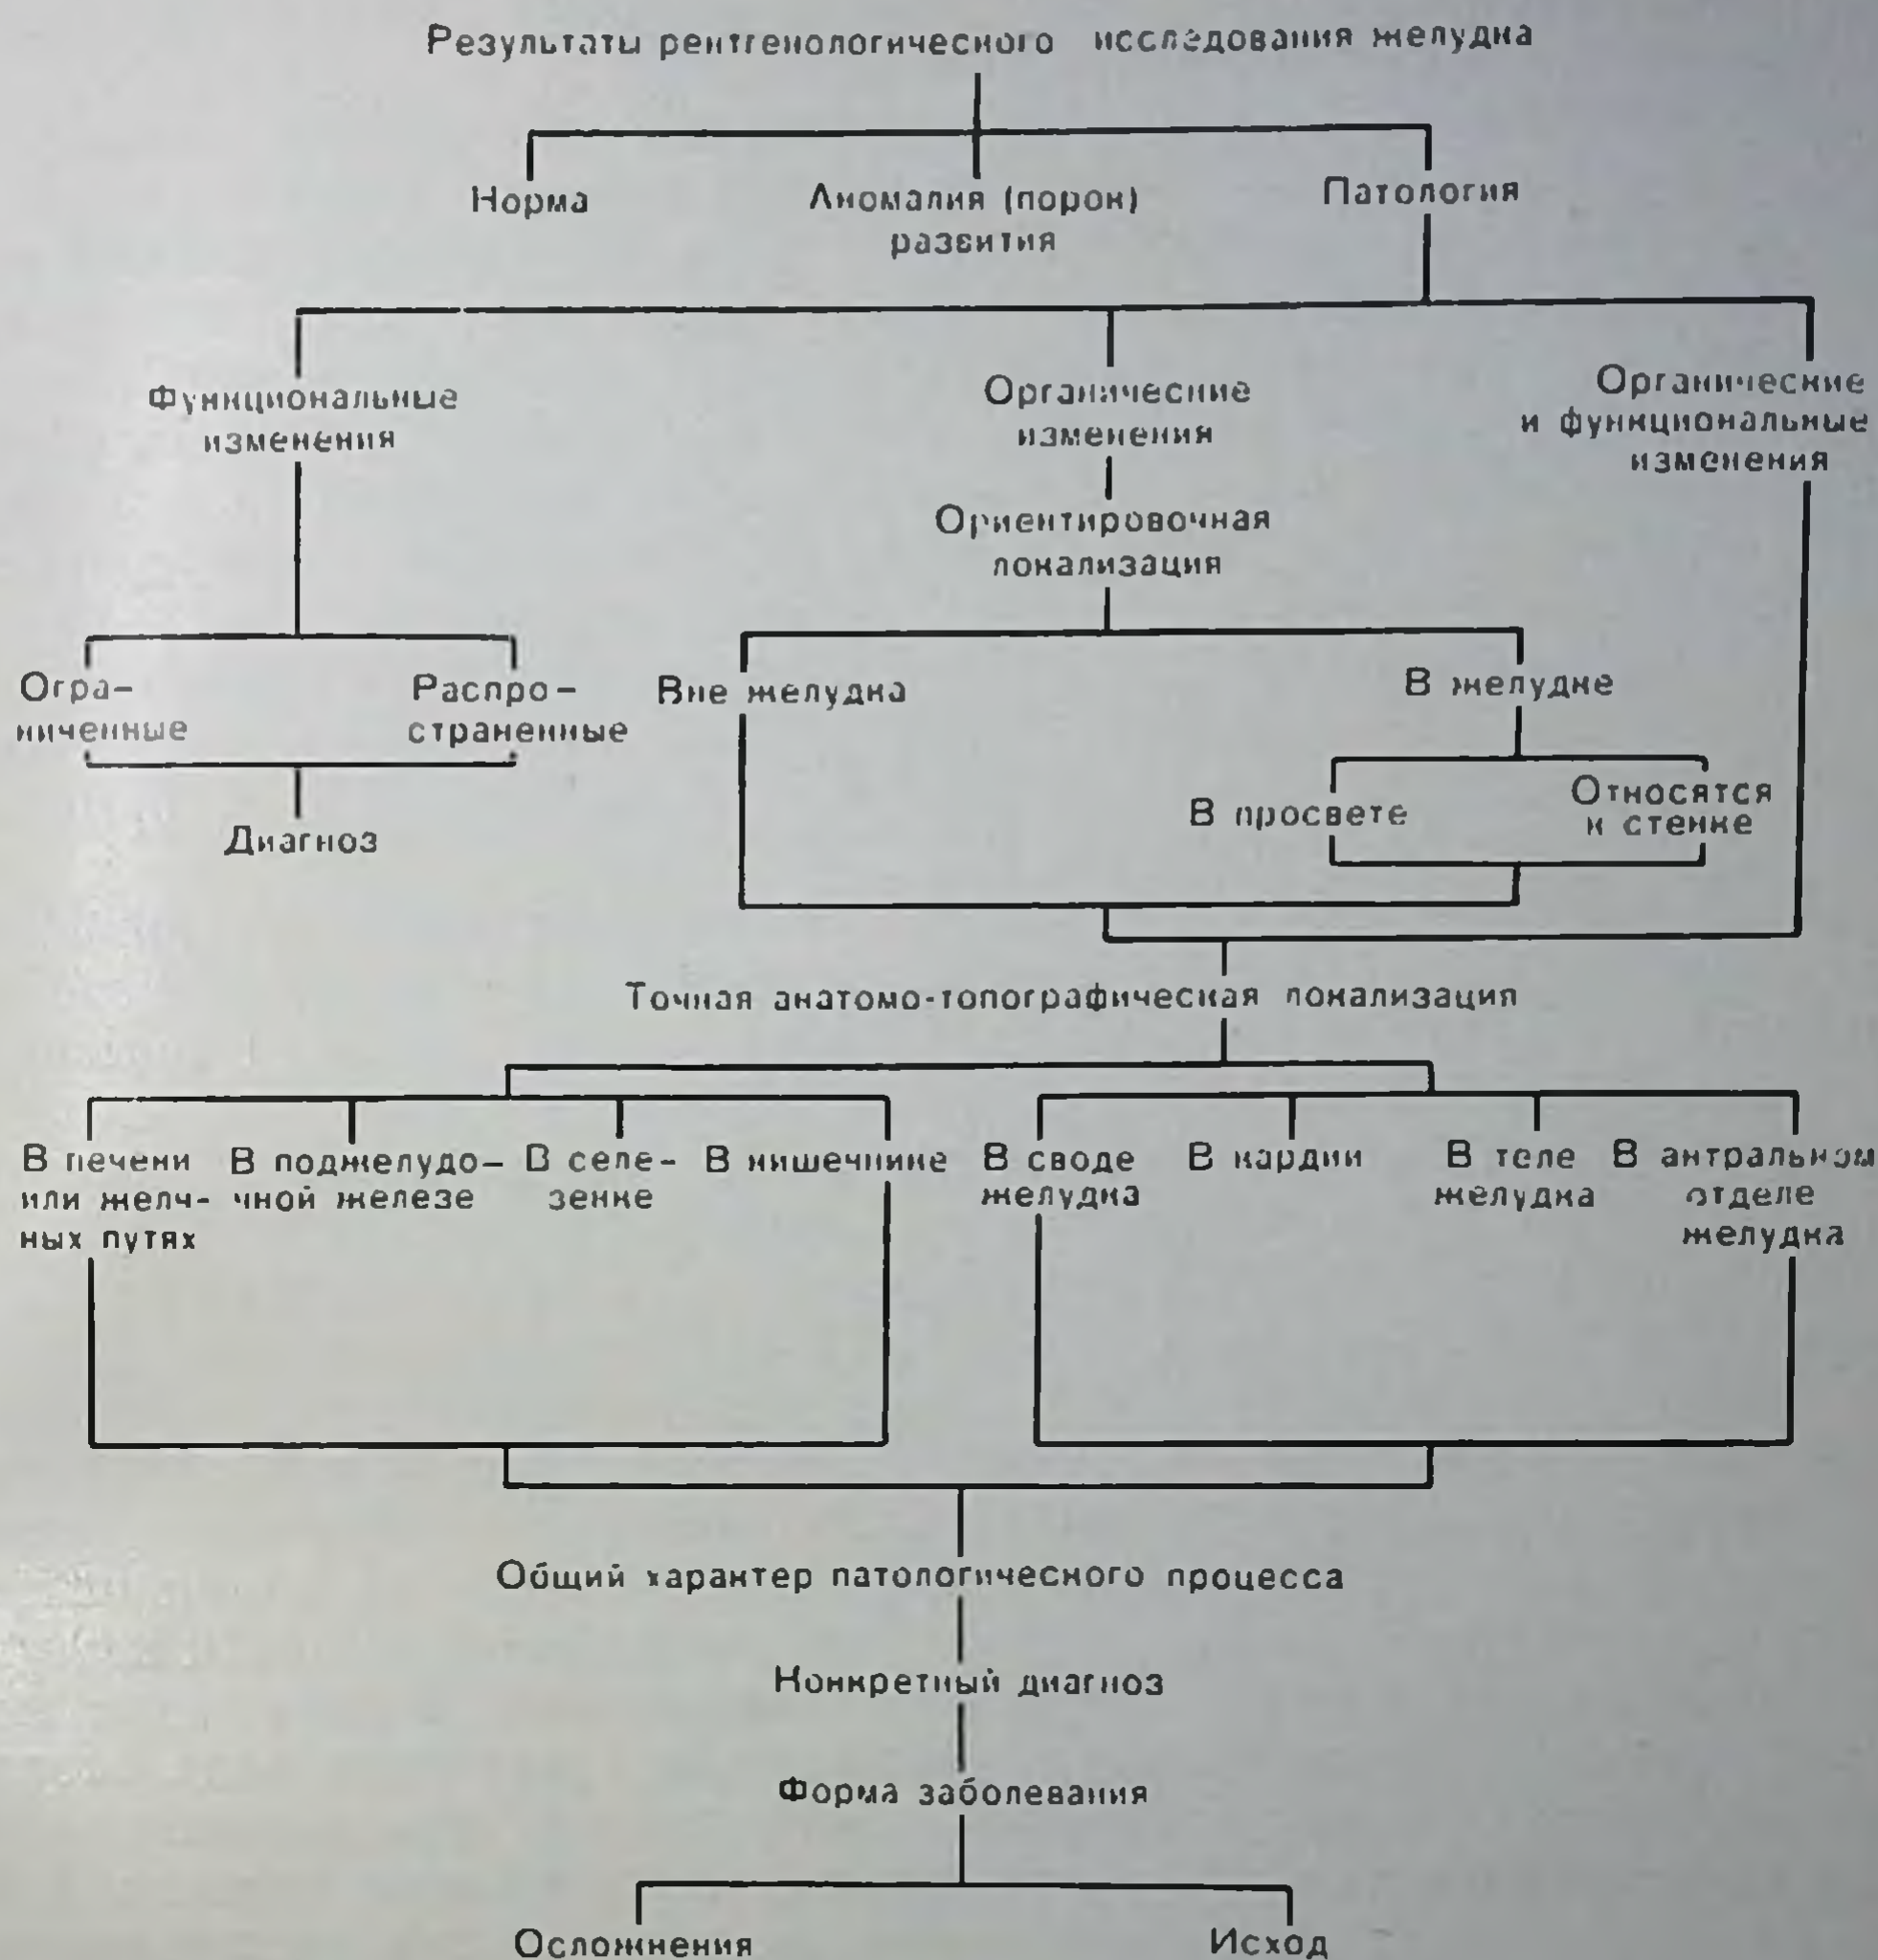 Результаты рентгенологического исследования желудка
Норма
Аномалия (порок)
развития
Патология
Функциональные
изменения
Органические
изменения
Органические
и функциональные
изменения
Ориентировочная
локализация
Огра-
ниченные
Распро-
страненные
Вне желудка
В желудке
Диагноз
В просвете
Относятся
к стенке
Точная анатомо-топографическая локализация
В печени
или желч-
ных путях
В поджелудо-
чной железе
В селе-
зенке
В кишечнике
В своде
желудка
В кардии
В теле
желудка
В антральном
отделе
желудка
Общий характер патологического процесса
Конкретный диагноз
Форма заболевания
Осложнения
Исход